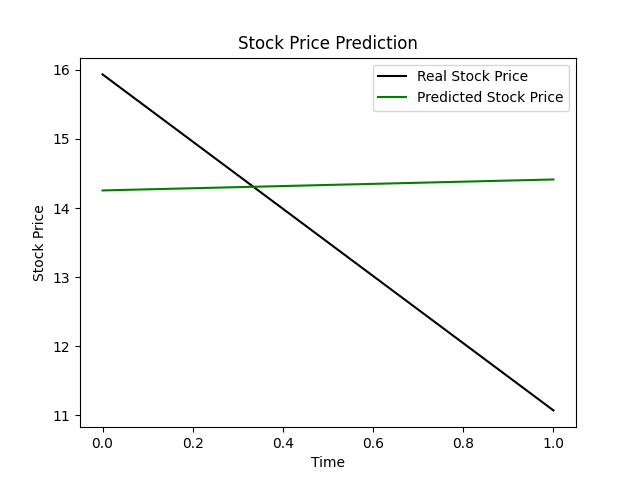 Stock Price Prediction
Real Stock Price
Predicted Stock Price
Stock Price
16
15
14
13
12
11
0.0 0.2 0.4 0.6 0.8 1.0
Time